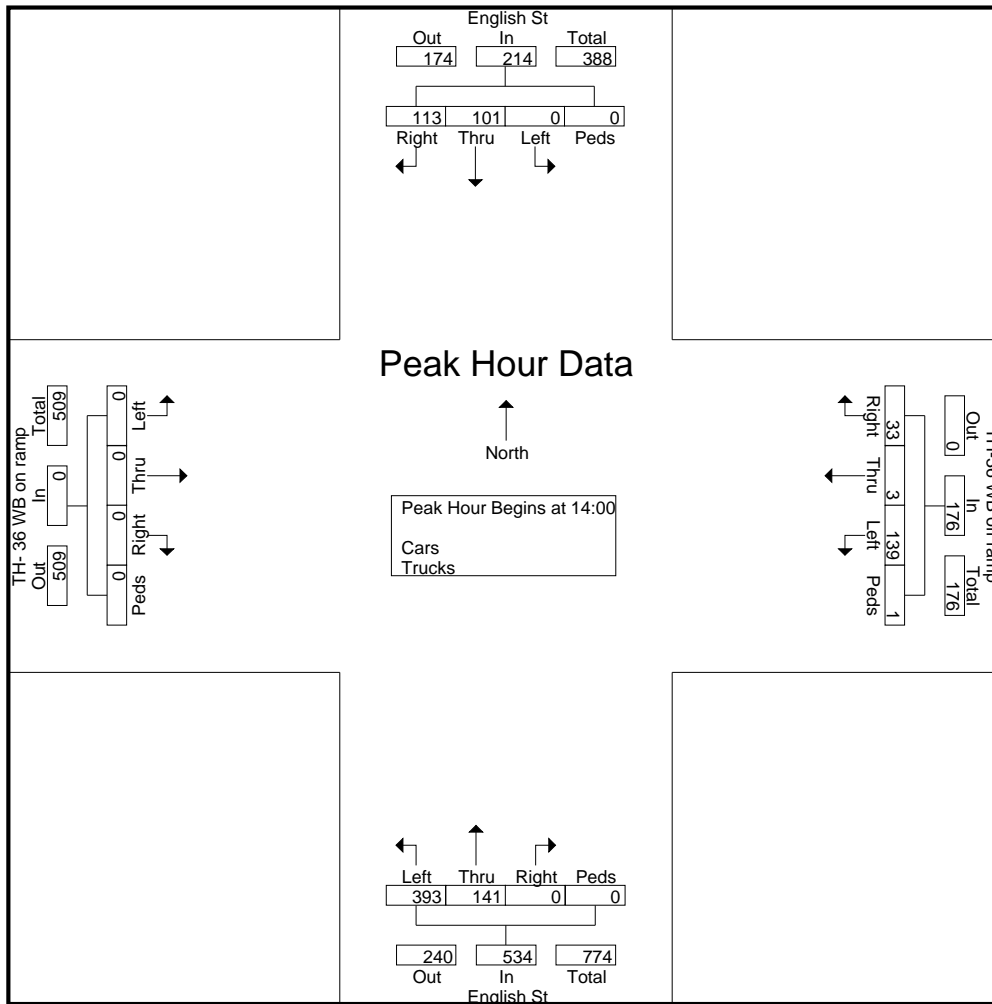 English St
Out In Total
174 214 388
113 101 0 0
Right Thru Left Peds
Peak Hour Data
North
Peak Hour Begins at 14:00
Cars
Trucks
TH- 36 WB on ramp
Total In Out
509 0 509
0 0 0 0
Left Thru Right Peds
Right Thru Left Peds
33 3 139 1
Out In Total
0 176 176
WB off ramp
Left Thru Right Peds
393 141 0 0
240 534 774
Out In Total
English St